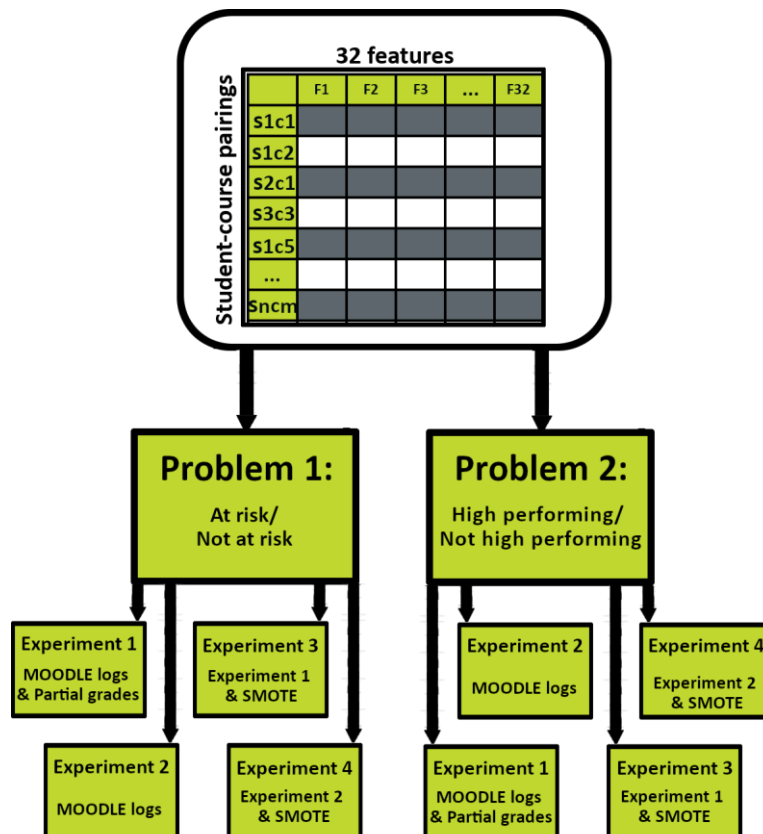 32 features
Student-course pairings
F1 F2 F3 ... F32
s1c1
s1c2
s2c1
s3c3
s1c5
...
sncm
Problem 1:
At risk/
Not at risk
Problem 2:
High performing/
Not high performing
Experiment 1
MOODLE logs
& Partial grades
Experiment 3
Experiment 1
& SMOTE
Experiment 2
MOODLE logs
Experiment 4
Experiment 2
& SMOTE
Experiment 2
MOODLE logs
Experiment 4
Experiment 2
& SMOTE
Experiment 1
MOODLE logs
& Partial grades
Experiment 3
Experiment 1
& SMOTE